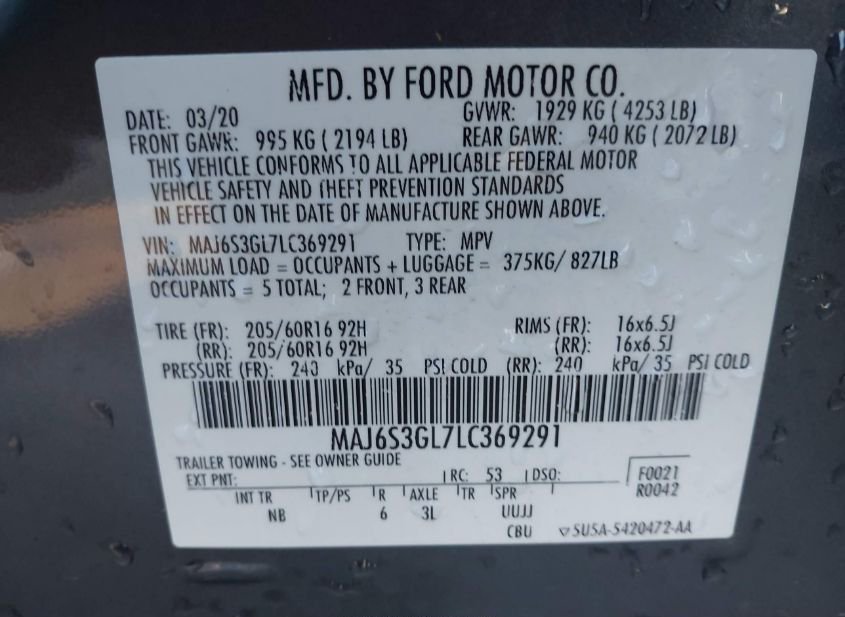 MFD. BY FORD MOTOR CO.
DATE: 03/20 GVWR: 1929 KG ( 4253 LB)
FRONT GAWR: 995 KG ( 2194 LB) REAR GAWR: 940 KG ( 2072 LB)
THIS VEHICLE CONFORMS TO ALL APPLICABLE FEDERAL MOTOR
VEHICLE SAFETY AND THEFT PREVENTION STANDARDS
IN EFFECT ON THE DATE OF MANUFACTURE SHOWN ABOVE.
VIN: MAJ6S3GL7LC369291 TYPE: MPV
MAXIMUM LOAD = OCCUPANTS + LUGGAGE = 375KG/ 827LB
OCCUPANTS = 5 TOTAL; 2 FRONT, 3 REAR
TIRE (FR): 205/60R16 92H RIMS (FR): 16x6.5J
(RR): 205/60R16 92H (RR): 16x6.5J
PRESSURE (FR): 240 kPa/ 35 PSI COLD (RR): 240 kPa/ 35 PSI COLD
MAJ6S3GL7LC369291
TRAILER TOWING - SEE OWNER GUIDE
EXT PNT: RC: 53 DSO: F0021
INT TR TP/PS R AXLE TR SPR R0042
NB 6 3L UUJJ
CBU SU5A-5420472-AA